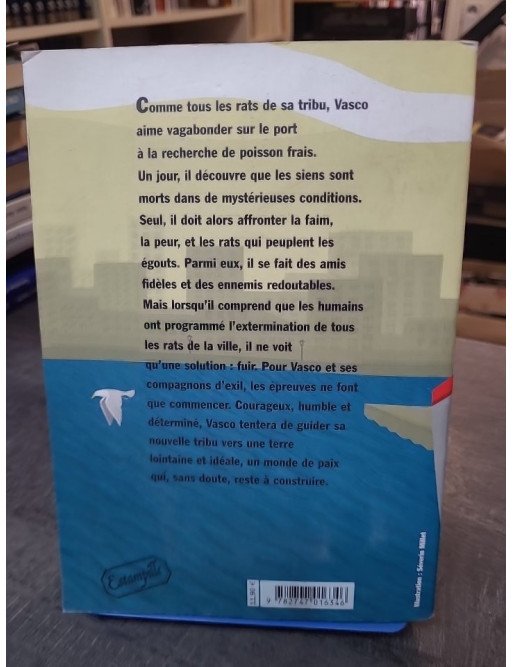 Comme tous les rats de sa tribu, Vasco
aime vagabonder sur le port
à la recherche de poisson frais.
Un jour, il découvre que les siens sont
morts dans de mystérieuses conditions.
Seul, il doit alors affronter la faim,
la peur, et les rats qui peuplent les
égouts. Parmi eux, il se fait des amis
fidèles et des ennemis redoutables.
Mais lorsqu'il comprend que les humains
ont programmé l'extermination de tous
les rats de la ville, il ne voit
qu'une solution : fuir. Pour Vasco et ses
compagnons d'exil, les épreuves ne font
que commencer. Courageux, humble et
déterminé, Vasco tentera de guider sa
nouvelle tribu vers une terre
lointaine et idéale, un monde de paix
qui, sans doute, reste à construire.
Estampille
11,90 €
9 782747 016346
Illustration : Séverin Millet